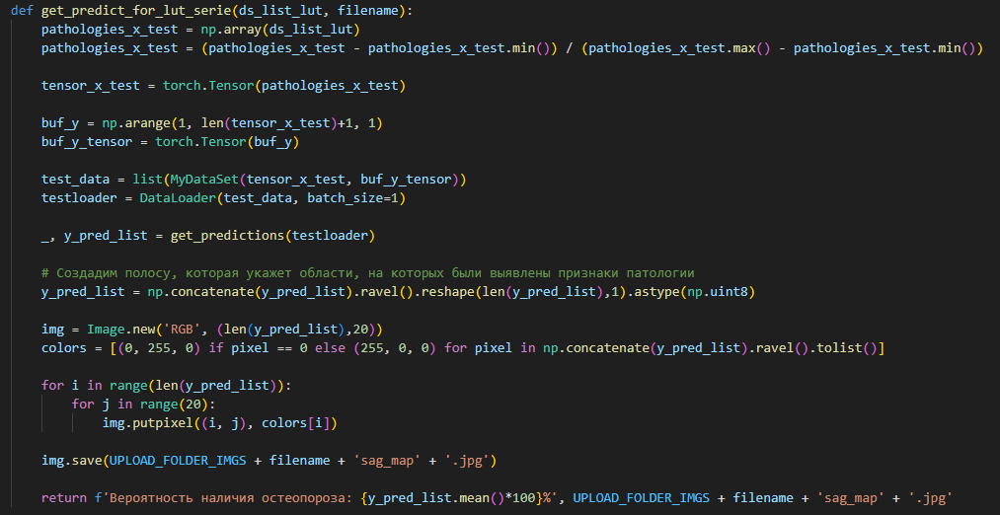 def get_predict_for_lut_serie(ds_list_lut, filename):
    pathologies_x_test = np.array(ds_list_lut)
    pathologies_x_test = (pathologies_x_test - pathologies_x_test.min()) / (pathologies_x_test.max() - pathologies_x_test.min())

    tensor_x_test = torch.Tensor(pathologies_x_test)

    buf_y = np.arange(1, len(tensor_x_test)+1, 1)
    buf_y_tensor = torch.Tensor(buf_y)

    test_data = list(MyDataSet(tensor_x_test, buf_y_tensor))
    testloader = DataLoader(test_data, batch_size=1)

    _, y_pred_list = get_predictions(testloader)

    # Создадим полосу, которая укажет области, на которых были выявлены признаки патологии
    y_pred_list = np.concatenate(y_pred_list).ravel().reshape(len(y_pred_list),1).astype(np.uint8)

    img = Image.new('RGB', (len(y_pred_list),20))
    colors = [(0, 255, 0) if pixel == 0 else (255, 0, 0) for pixel in np.concatenate(y_pred_list).ravel().tolist()]

    for i in range(len(y_pred_list)):
        for j in range(20):
            img.putpixel((i, j), colors[i])

    img.save(UPLOAD_FOLDER_IMGS + filename + 'sag_map' + '.jpg')

    return f'Вероятность наличия остеопороза: {y_pred_list.mean()*100}%', UPLOAD_FOLDER_IMGS + filename + 'sag_map' + '.jpg'